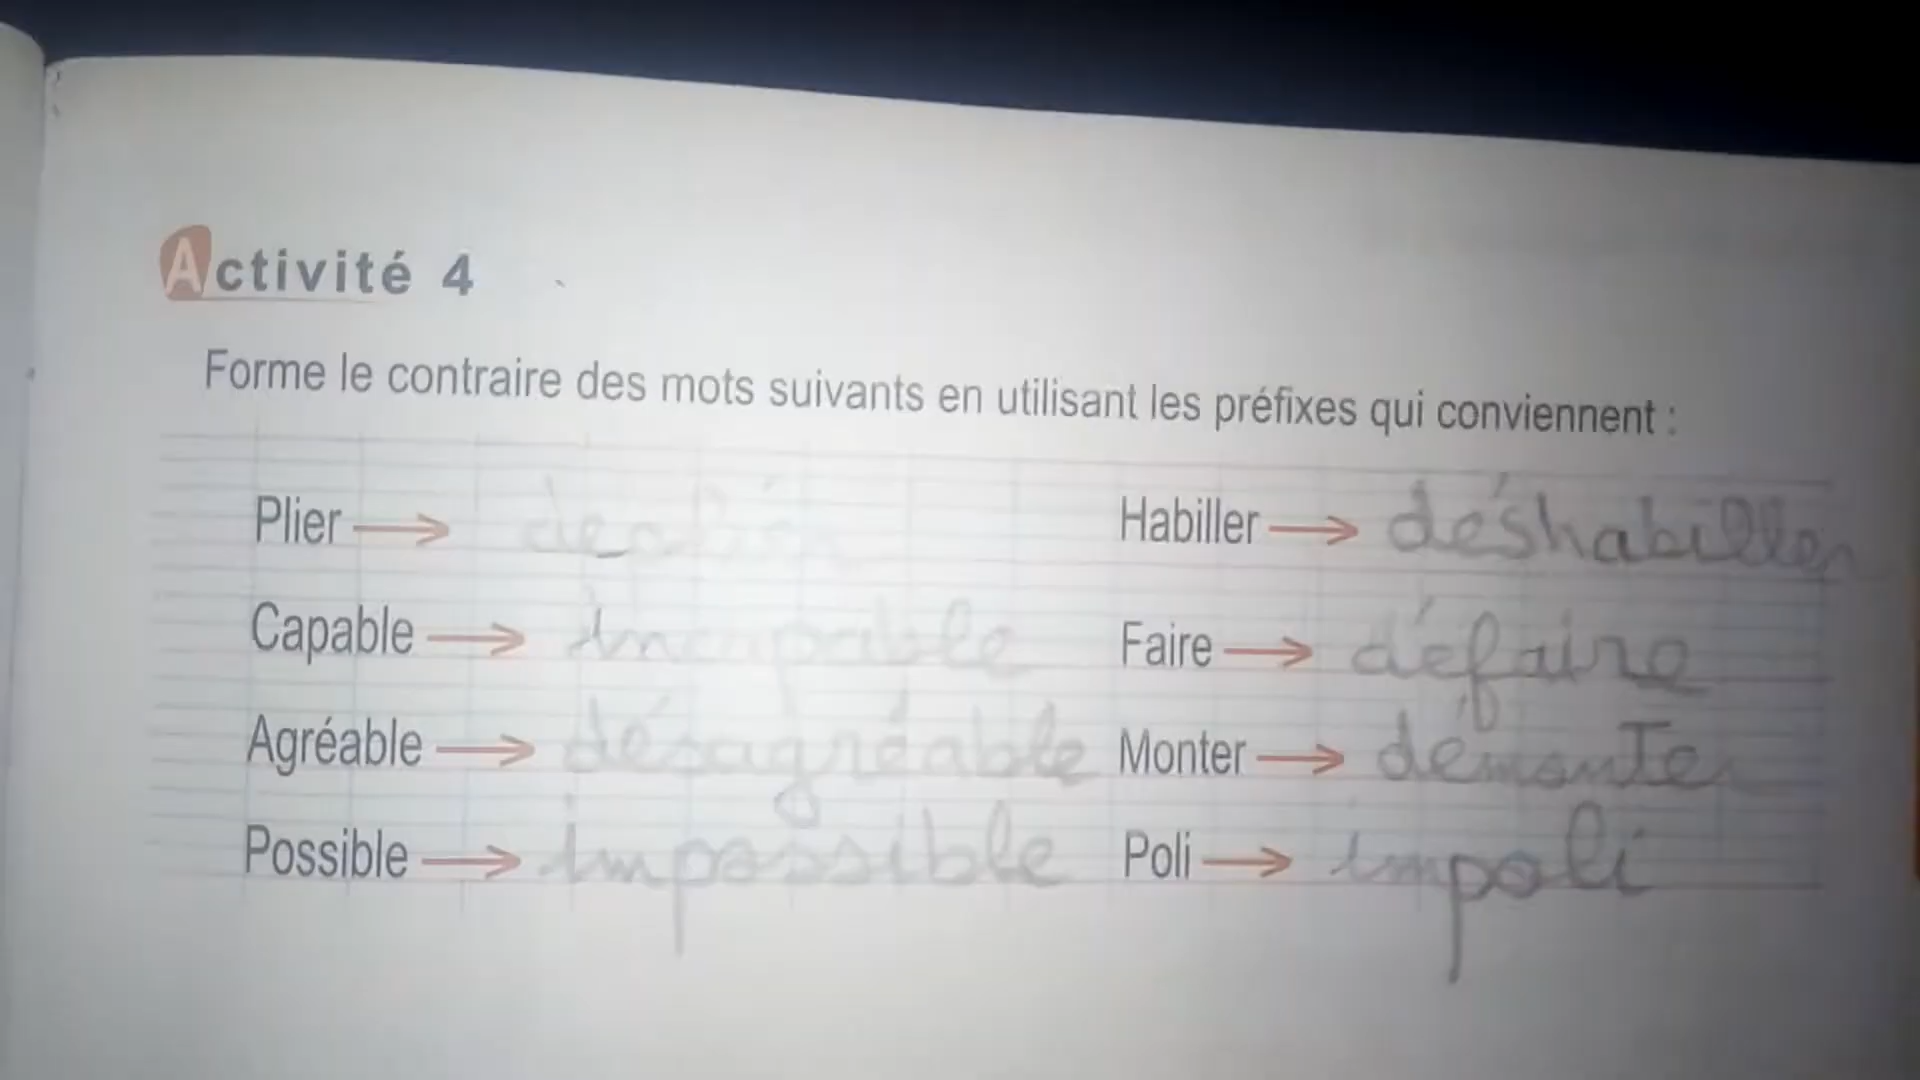 Activité 4
Forme le contraire des mots suivants en utilisant les préfixes qui conviennent :
Plier → Habiller → déshabiller
Capable → incapable Faire → défaire
Agréable → désagréable Monter → démonter
Possible → impossible Poli → impoli